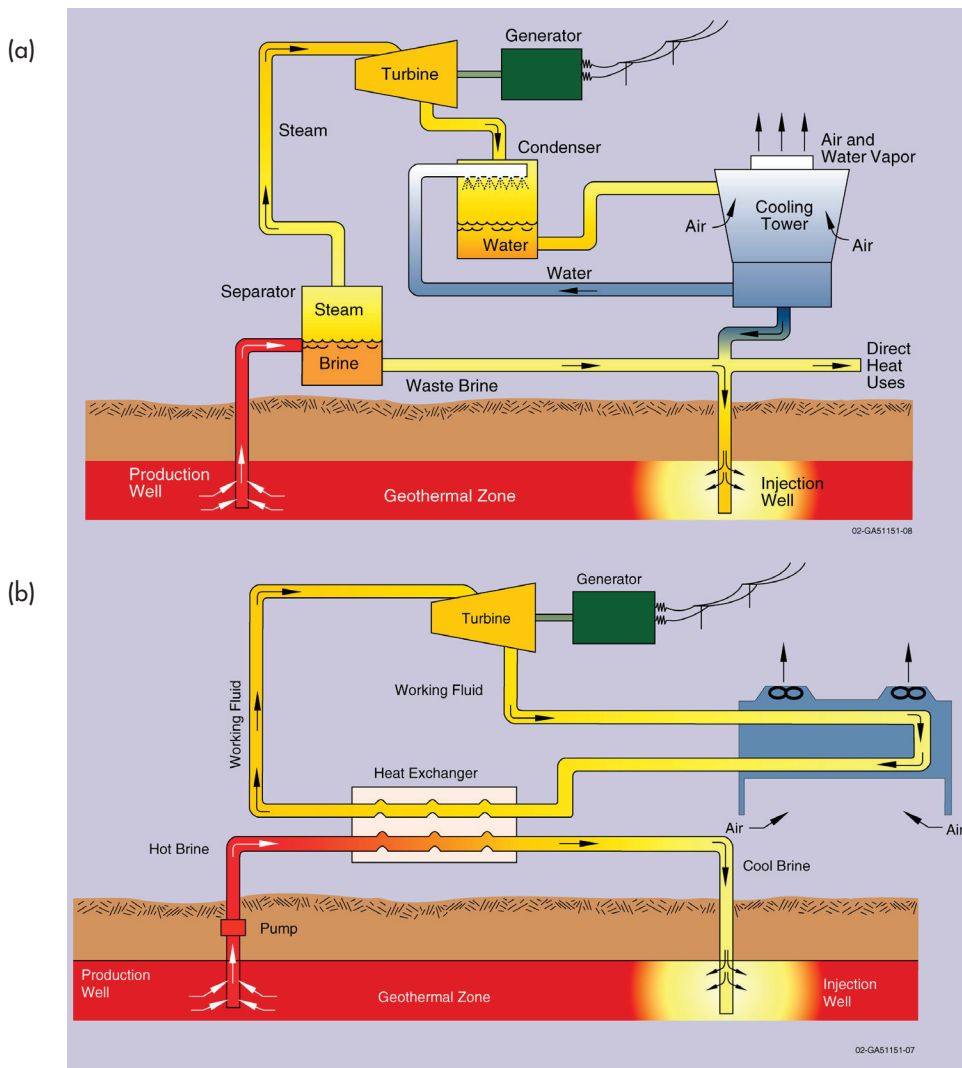 (a)
Generator
Turbine
Steam
Condenser
Air and
Water Vapor
Cooling
Tower
Air
Air
Water
Water
Separator
Steam
Brine
Direct
Heat
Uses
Waste Brine
Production
Well
Geothermal Zone
Injection
Well
02-GA51151-08
(b)
Generator
Turbine
Working Fluid
Working Fluid
Heat Exchanger
Air
Air
Hot Brine
Cool Brine
Pump
Production
Well
Geothermal Zone
Injection
Well
02-GA51151-07